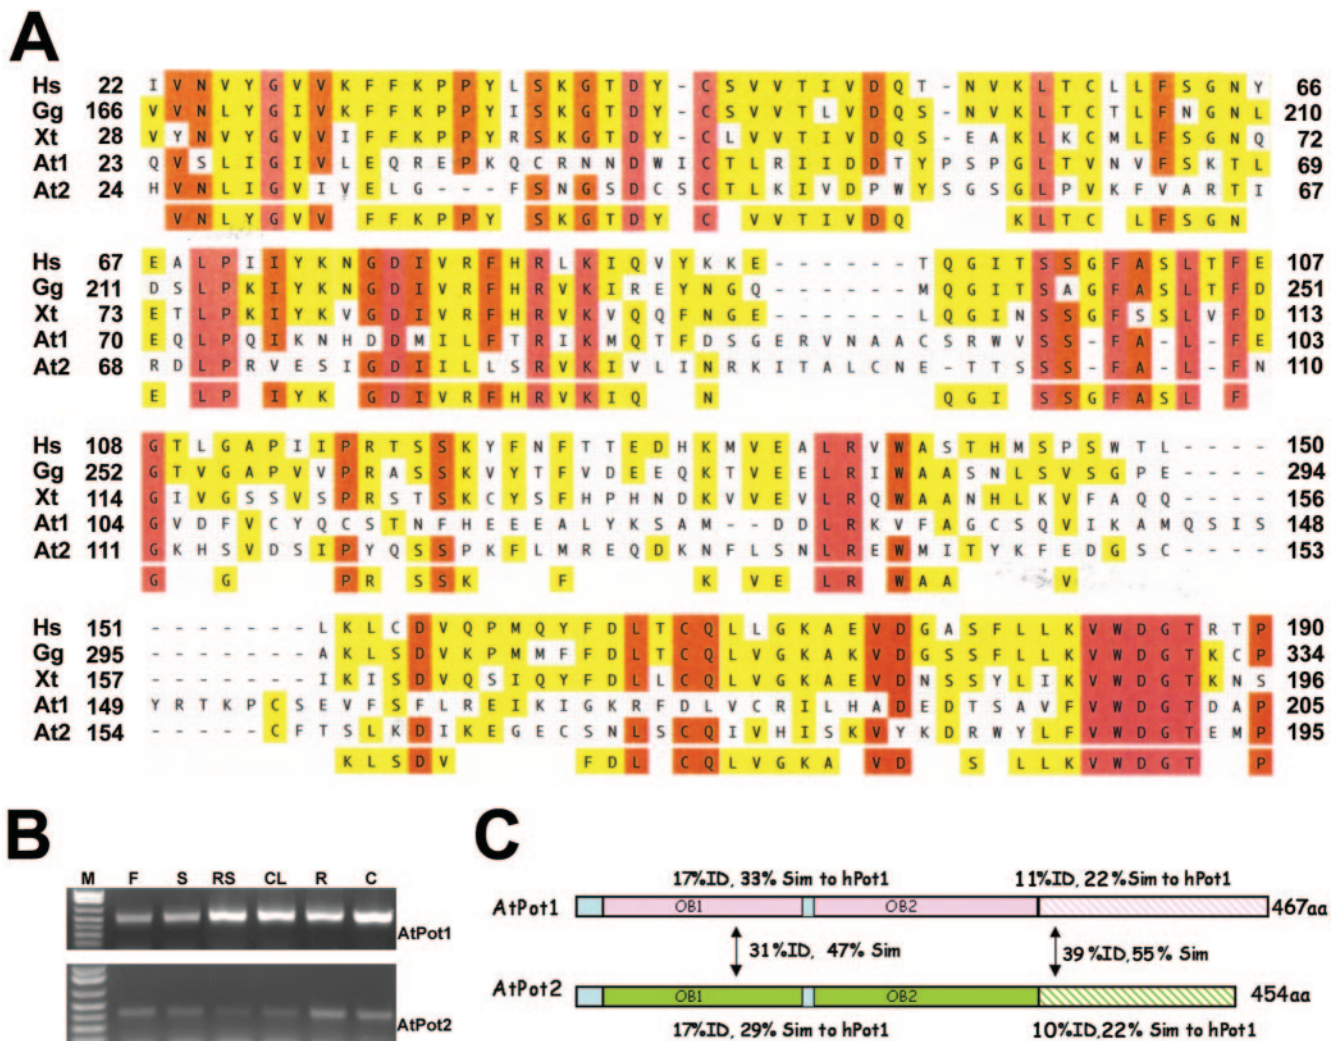 A
Hs 22 I V N V Y G V V K F F K P P Y L S K G T D Y - C S V V T I V D Q T - N V K L T C L L F S G N Y 66
Gg 166 V V N L Y G I V K F F K P P Y I S K G T D Y - C S V V T L V D Q S - N V K L T C T L F N G N L 210
Xt 28 V Y N V Y G V V I F F K P P Y R S K G T D Y - C L V V T I V D Q S - E A K L K C M L F S G N Q 72
At1 23 Q V S L I G I V L E Q R E P K Q C R N N D W I C T L R I I D D T Y P S P G L T V N V F S K T L 69
At2 24 H V N L I G V I V E L G - - - F S N G S D C S C T L K I V D P W Y S G S G L P V K F V A R T I 67
V N L Y G V V F F K P P Y S K G T D Y C V V T I V D Q K L T C L F S G N
Hs 67 E A L P I I Y K N G D I V R F H R L K I Q V Y K K E - - - - - - T Q G I T S S G F A S L T F E 107
Gg 211 D S L P K I Y K N G D I V R F H R V K I R E Y N G Q - - - - - - M Q G I T S A G F A S L T F D 251
Xt 73 E T L P K I Y K V G D I V R F H R V K V Q Q F N G E - - - - - - L Q G I N S S G F S S L V F D 113
At1 70 E Q L P Q I K N H D D M I L F T R I K M Q T F D S G E R V N A A C S R W V S S - F A - L - F E 103
At2 68 R D L P R V E S I G D I I L L S R V K I V L I N R K I T A L C N E - T T S S S - F A - L - F N 110
E L P I Y K G D I V R F H R V K I Q N Q G I S S G F A S L F
Hs 108 G T L G A P I I P R T S S K Y F N F T T E D H K M V E A L R V W A S T H M S P S W T L - - - - 150
Gg 252 G T V G A P V V P R A S S K V Y T F V D E E Q K T V E E L R I W A A S N L S V S G P E - - - - 294
Xt 114 G I V G S S V S P R S T S K C Y S F H P H N D K V V E V L R Q W A A N H L K V F A Q Q - - - - 156
At1 104 G V D F V C Y Q C S T N F H E E E A L Y K S A M - - D D L R K V F A G C S Q V I K A M Q S I S 148
At2 111 G K H S V D S I P Y Q S S P K F L M R E Q D K N F L S N L R E W M I T Y K F E D G S C - - - - 153
G G P R S S K F K V E L R W A A V
Hs 151 - - - - - - - L K L C D V Q P M Q Y F D L T C Q L L G K A E V D G A S F L L K V W D G T R T P 190
Gg 295 - - - - - - - A K L S D V K P M M F F D L T C Q L V G K A K V D G S S F L L K V W D G T K C P 334
Xt 157 - - - - - - - I K I S D V Q S I Q Y F D L L C Q L V G K A E V D N S S Y L I K V W D G T K N S 196
At1 149 Y R T K P C S E V F S F L R E I K I G K R F D L V C R I L H A D E D T S A V F V W D G T D A P 205
At2 154 - - - - - C F T S L K D I K E G E C S N L S C Q I V H I S K V Y K D R W Y L F V W D G T E M P 195
K L S D V F D L C Q L V G K A V D S L L K V W D G T P
B
M F S RS CL R C
AtPot1
AtPot2
C
17%ID, 33% Sim to hPot1 11%ID, 22%Sim to hPot1
AtPot1 OB1 OB2 467aa
31%ID, 47% Sim 39%ID,55% Sim
AtPot2 OB1 OB2 454aa
17%ID, 29% Sim to hPot1 10%ID,22% Sim to hPot1